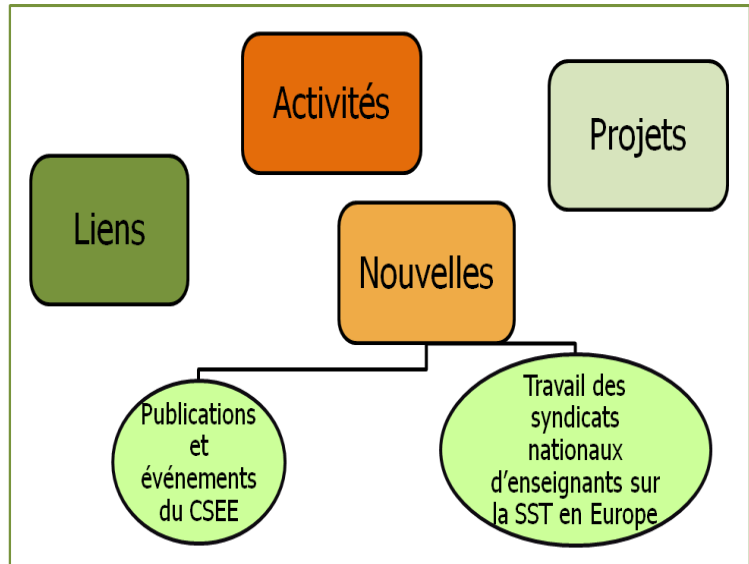 Activités
Projets
Liens
Nouvelles
Publications
et
événements
du CSEE
Travail des
syndicats
nationaux
d'enseignants sur
la SST en Europe